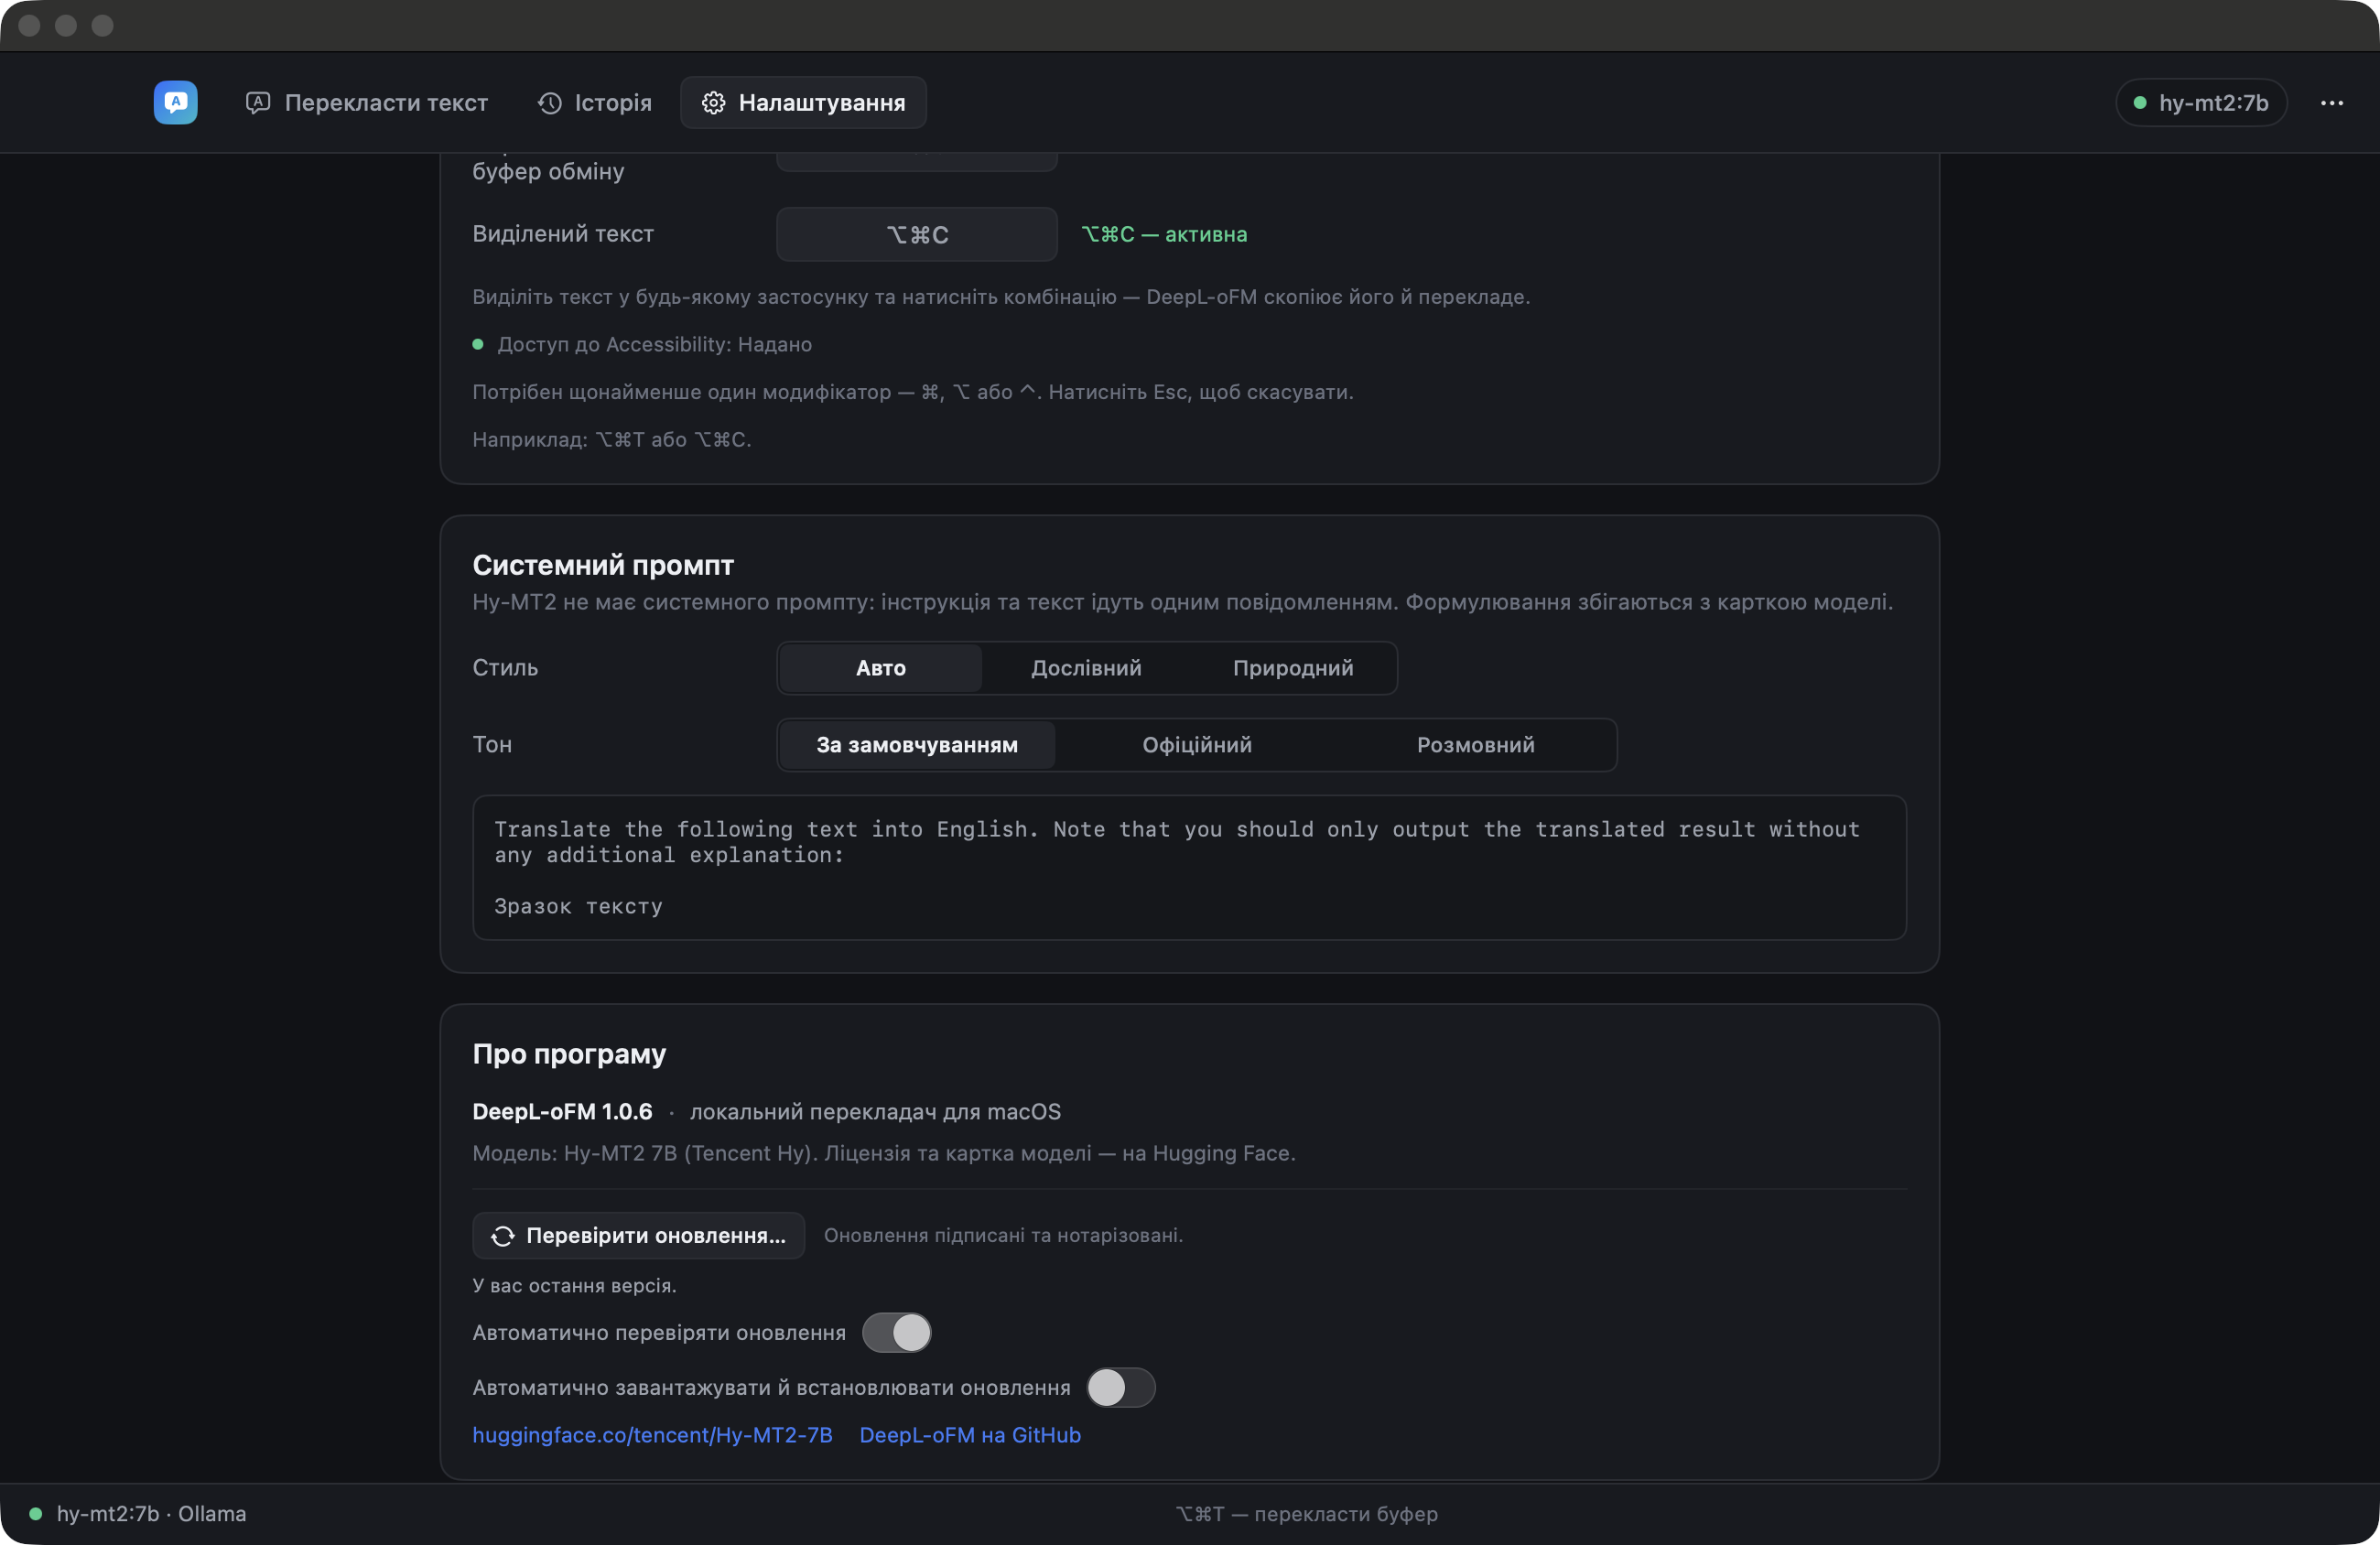 Перекласти текст
Історія
Налаштування
hy-mt2:7b
буфер обміну
Виділений текст
⌥⌘C
⌥⌘C — активна
Виділіть текст у будь-якому застосунку та натисніть комбінацію — DeepL-oFM скопіює його й перекладе.
Доступ до Accessibility: Надано
Потрібен щонайменше один модифікатор — ⌘, ⌥ або ^. Натисніть Esc, щоб скасувати.
Наприклад: ⌥⌘T або ⌥⌘C.
Системний промпт
Hy-MT2 не має системного промпту: інструкція та текст ідуть одним повідомленням. Формулювання збігаються з карткою моделі.
Стиль
Авто
Дослівний
Природний
Тон
За замовчуванням
Офіційний
Розмовний
Translate the following text into English. Note that you should only output the translated result without
any additional explanation:
Зразок тексту
Про програму
DeepL-oFM 1.0.6 · локальний перекладач для macOS
Модель: Hy-MT2 7B (Tencent Hy). Ліцензія та картка моделі — на Hugging Face.
Перевірити оновлення...
Оновлення підписані та нотарізовані.
У вас остання версія.
Автоматично перевіряти оновлення
Автоматично завантажувати й встановлювати оновлення
huggingface.co/tencent/Hy-MT2-7B
DeepL-oFM на GitHub
hy-mt2:7b · Ollama
⌥⌘T — перекласти буфер